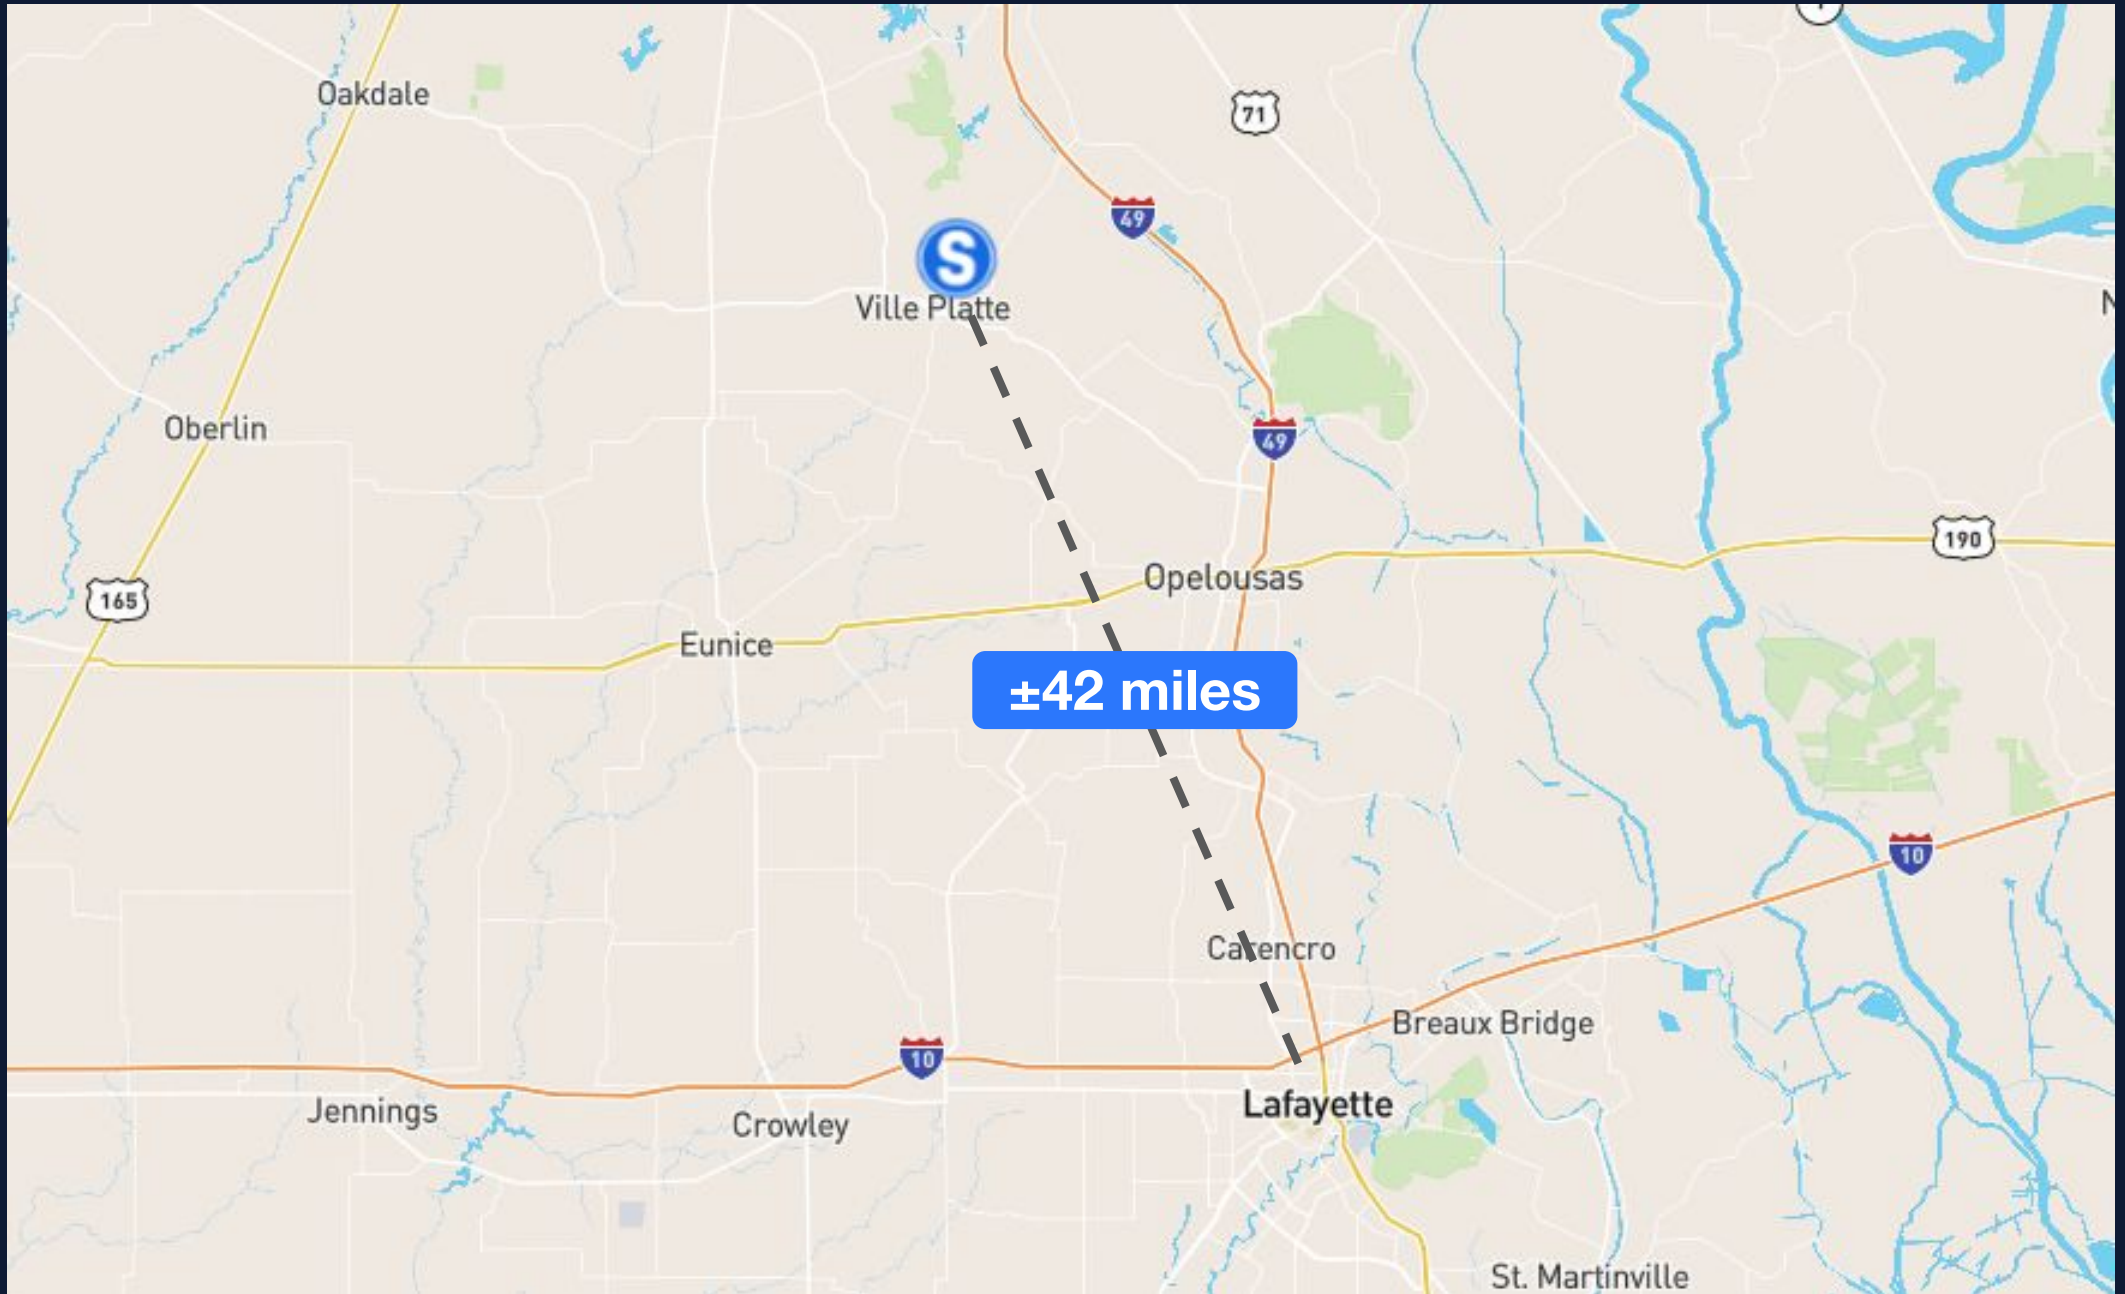 Oakdale
71
49
S
Ville Platte
49
Oberlin
190
165
Opelousas
Eunice
±42 miles
10
Carencro
Breaux Bridge
10
Jennings
Lafayette
Crowley
St. Martinville